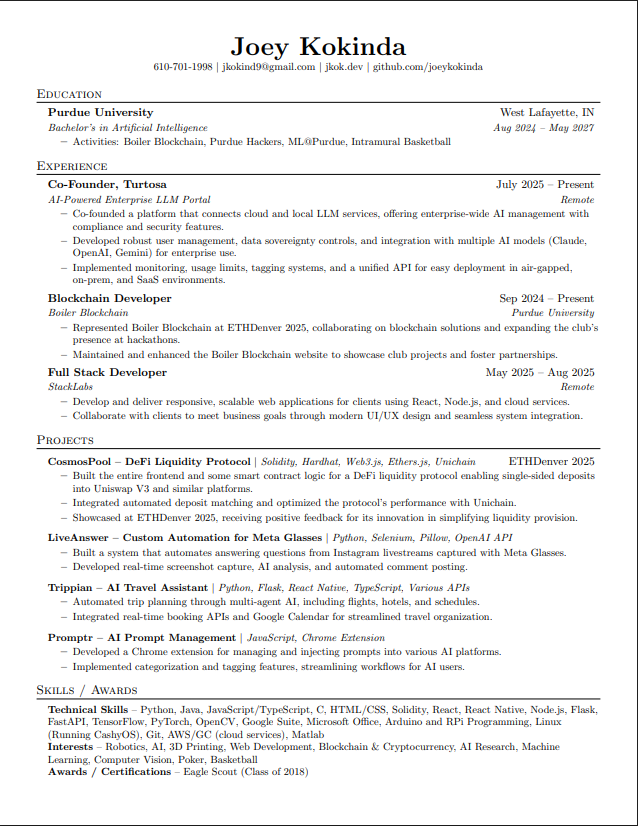 Joey Kokinda
610-701-1998 | jkokind9@gmail.com | jkok.dev | github.com/joeykokinda
Education
Purdue University West Lafayette, IN
Bachelor's in Artificial Intelligence Aug 2024 – May 2027
– Activities: Boiler Blockchain, Purdue Hackers, ML@Purdue, Intramural Basketball
Experience
Co-Founder, Turtosa July 2025 – Present
AI-Powered Enterprise LLM Portal Remote
– Co-founded a platform that connects cloud and local LLM services, offering enterprise-wide AI management with
compliance and security features.
– Developed robust user management, data sovereignty controls, and integration with multiple AI models (Claude,
OpenAI, Gemini) for enterprise use.
– Implemented monitoring, usage limits, tagging systems, and a unified API for easy deployment in air-gapped,
on-prem, and SaaS environments.
Blockchain Developer Sep 2024 – Present
Boiler Blockchain Purdue University
– Represented Boiler Blockchain at ETHDenver 2025, collaborating on blockchain solutions and expanding the club's
presence at hackathons.
– Maintained and enhanced the Boiler Blockchain website to showcase club projects and foster partnerships.
Full Stack Developer May 2025 – Aug 2025
StackLabs Remote
– Develop and deliver responsive, scalable web applications for clients using React, Node.js, and cloud services.
– Collaborate with clients to meet business goals through modern UI/UX design and seamless system integration.
Projects
CosmosPool – DeFi Liquidity Protocol | Solidity, Hardhat, Web3.js, Ethers.js, Unichain ETHDenver 2025
– Built the entire frontend and some smart contract logic for a DeFi liquidity protocol enabling single-sided deposits
into Uniswap V3 and similar platforms.
– Integrated automated deposit matching and optimized the protocol's performance with Unichain.
– Showcased at ETHDenver 2025, receiving positive feedback for its innovation in simplifying liquidity provision.
LiveAnswer – Custom Automation for Meta Glasses | Python, Selenium, Pillow, OpenAI API
– Built a system that automates answering questions from Instagram livestreams captured with Meta Glasses.
– Developed real-time screenshot capture, AI analysis, and automated comment posting.
Trippian – AI Travel Assistant | Python, Flask, React Native, TypeScript, Various APIs
– Automated trip planning through multi-agent AI, including flights, hotels, and schedules.
– Integrated real-time booking APIs and Google Calendar for streamlined travel organization.
Promptr – AI Prompt Management | JavaScript, Chrome Extension
– Developed a Chrome extension for managing and injecting prompts into various AI platforms.
– Implemented categorization and tagging features, streamlining workflows for AI users.
Skills / Awards
Technical Skills – Python, Java, JavaScript/TypeScript, C, HTML/CSS, Solidity, React, React Native, Node.js, Flask,
FastAPI, TensorFlow, PyTorch, OpenCV, Google Suite, Microsoft Office, Arduino and RPi Programming, Linux
(Running CashyOS), Git, AWS/GC (cloud services), Matlab
Interests – Robotics, AI, 3D Printing, Web Development, Blockchain & Cryptocurrency, AI Research, Machine
Learning, Computer Vision, Poker, Basketball
Awards / Certifications – Eagle Scout (Class of 2018)